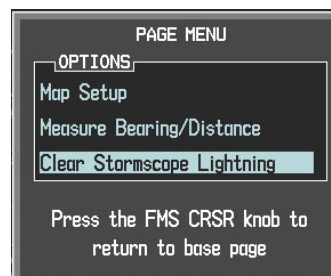 PAGE MENU
OPTIONS
Map Setup
Measure Bearing/Distance
Clear Stormscope Lightning
Press the FMS CRSR knob to
return to base page